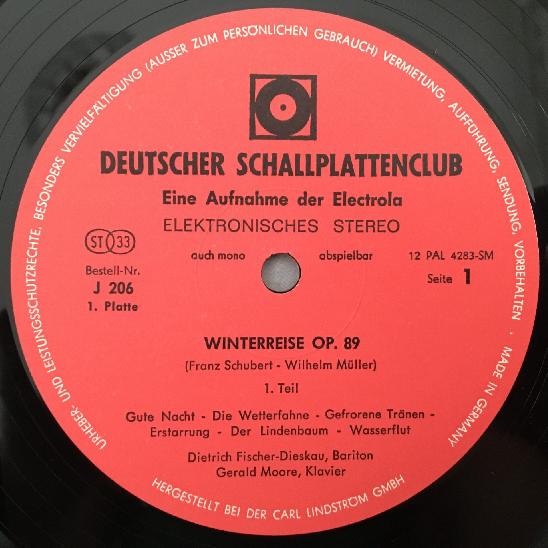 URHEBER- UND LEISTUNGSSCHUTZRECHTE, BESONDERS VERVIELFÄLTIGUNG (AUSSER ZUM PERSÖNLICHEN GEBRAUCH) VERMIETUNG, AUFFÜHRUNG, SENDUNG, VORBEHALTEN · MADE IN GERMANY
DEUTSCHER SCHALLPLATTENCLUB
Eine Aufnahme der Electrola
ELEKTRONISCHES STEREO
ST 33
auch mono abspielbar
12 PAL 4283-SM
Bestell-Nr.
J 206
1. Platte
Seite 1
WINTERREISE OP. 89
(Franz Schubert - Wilhelm Müller)
1. Teil
Gute Nacht - Die Wetterfahne - Gefrorene Tränen -
Erstarrung - Der Lindenbaum - Wasserflut
Dietrich Fischer-Dieskau, Bariton
Gerald Moore, Klavier
HERGESTELLT BEI DER CARL LINDSTRÖM GMBH